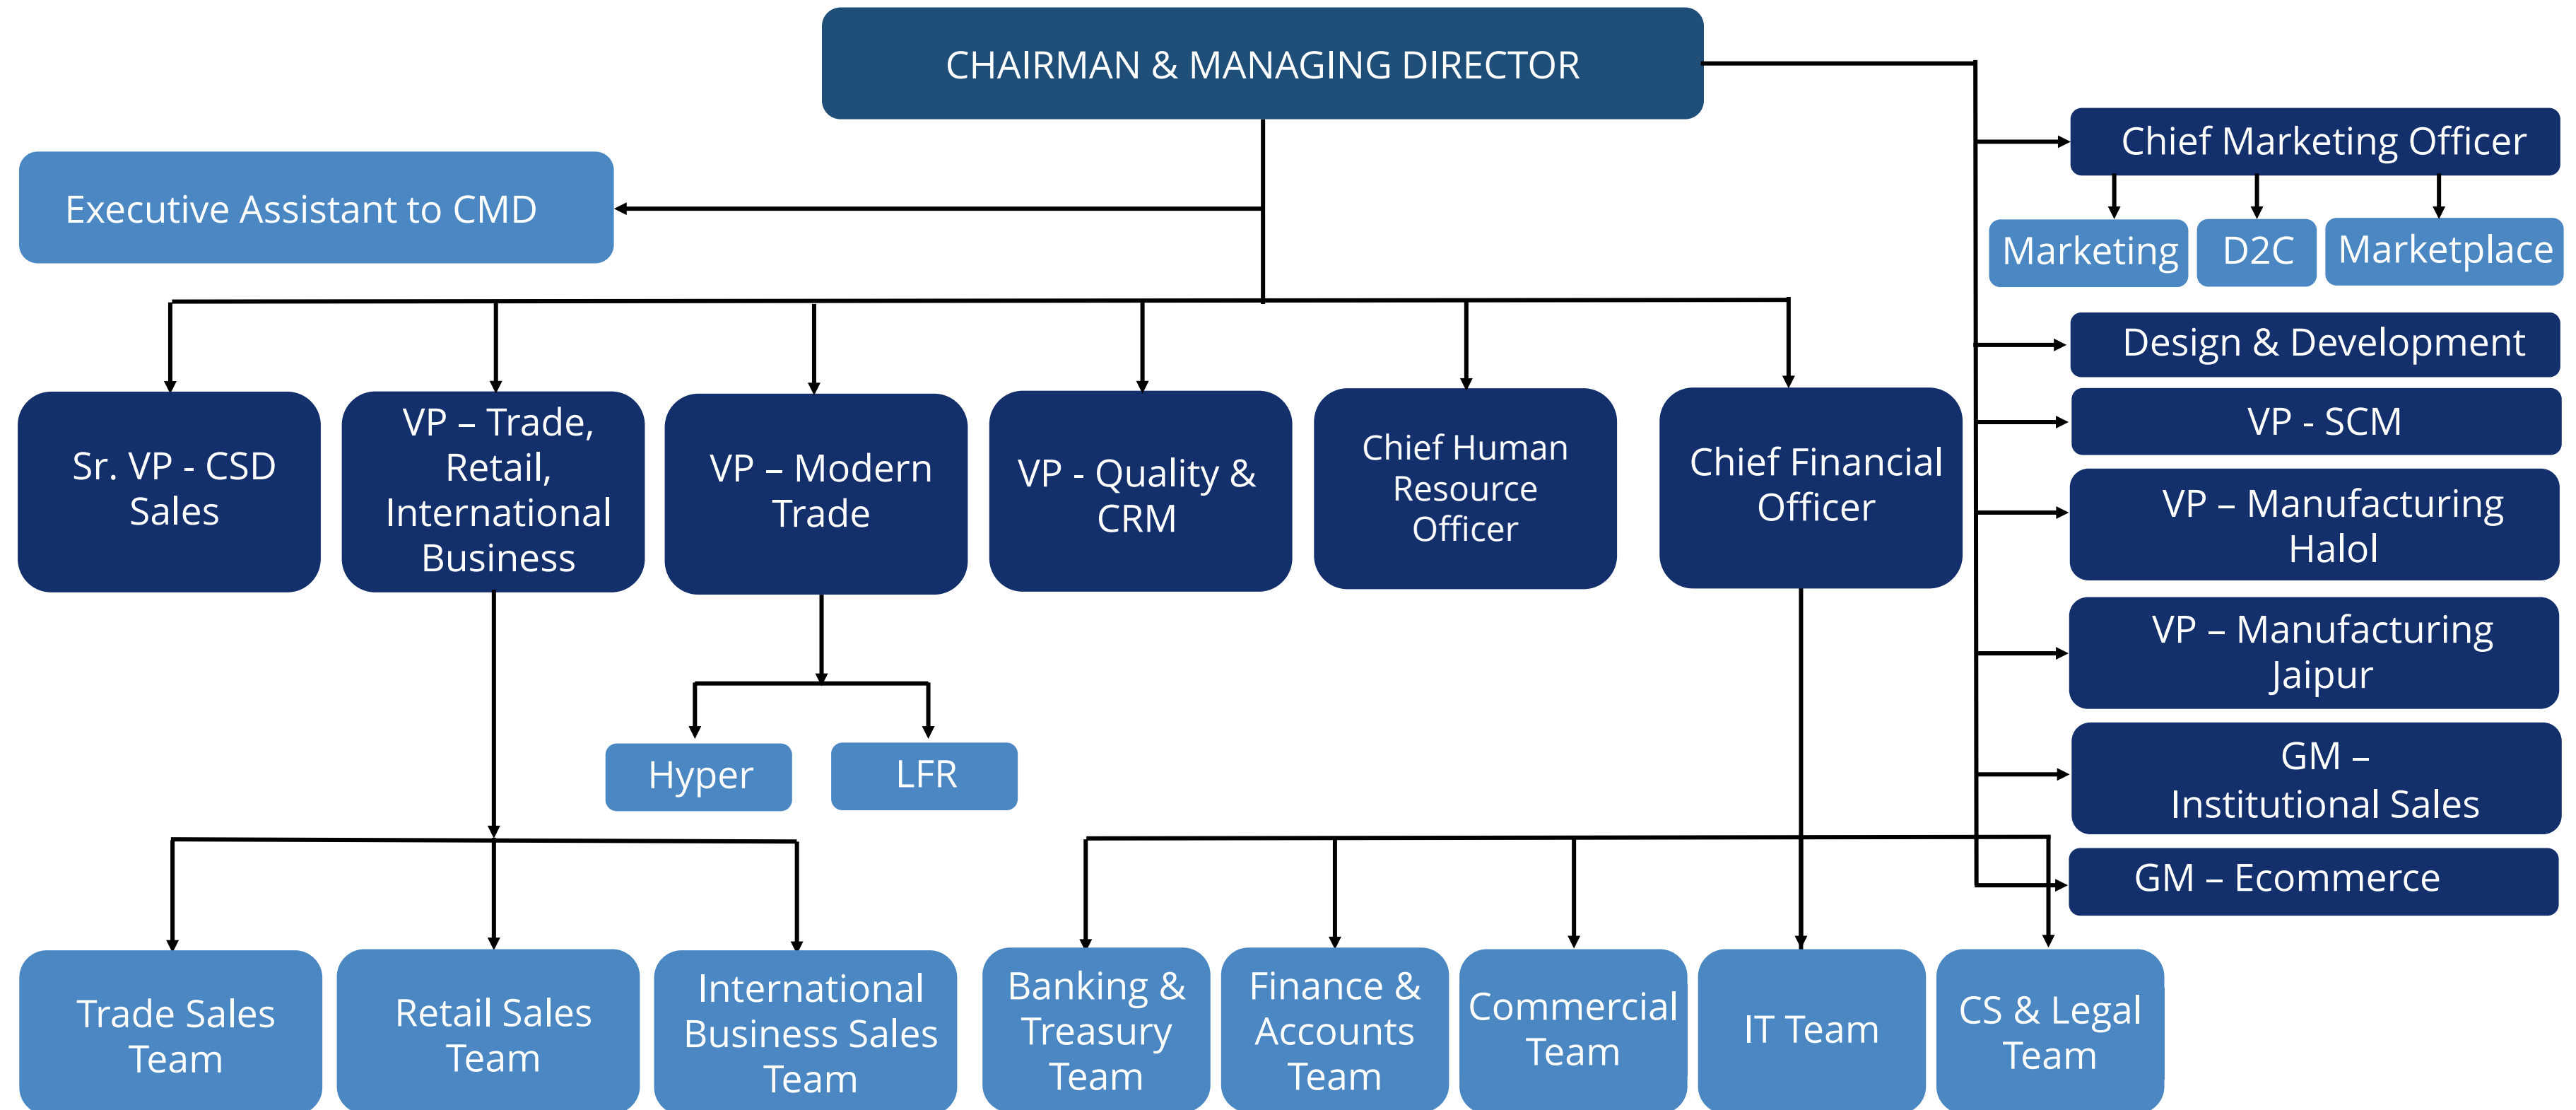 CHAIRMAN & MANAGING DIRECTOR
Chief Marketing Officer
Executive Assistant to CMD
Marketing
D2C
Marketplace
Design & Development
VP - SCM
VP – Manufacturing
Halol
VP – Manufacturing
Jaipur
GM –
Institutional Sales
GM – Ecommerce
Sr. VP - CSD
Sales
VP – Trade,
Retail,
International
Business
VP – Modern
Trade
VP - Quality &
CRM
Chief Human
Resource
Officer
Chief Financial
Officer
Hyper
LFR
Trade Sales
Team
Retail Sales
Team
International
Business Sales
Team
Banking &
Treasury
Team
Finance &
Accounts
Team
Commercial
Team
IT Team
CS & Legal
Team